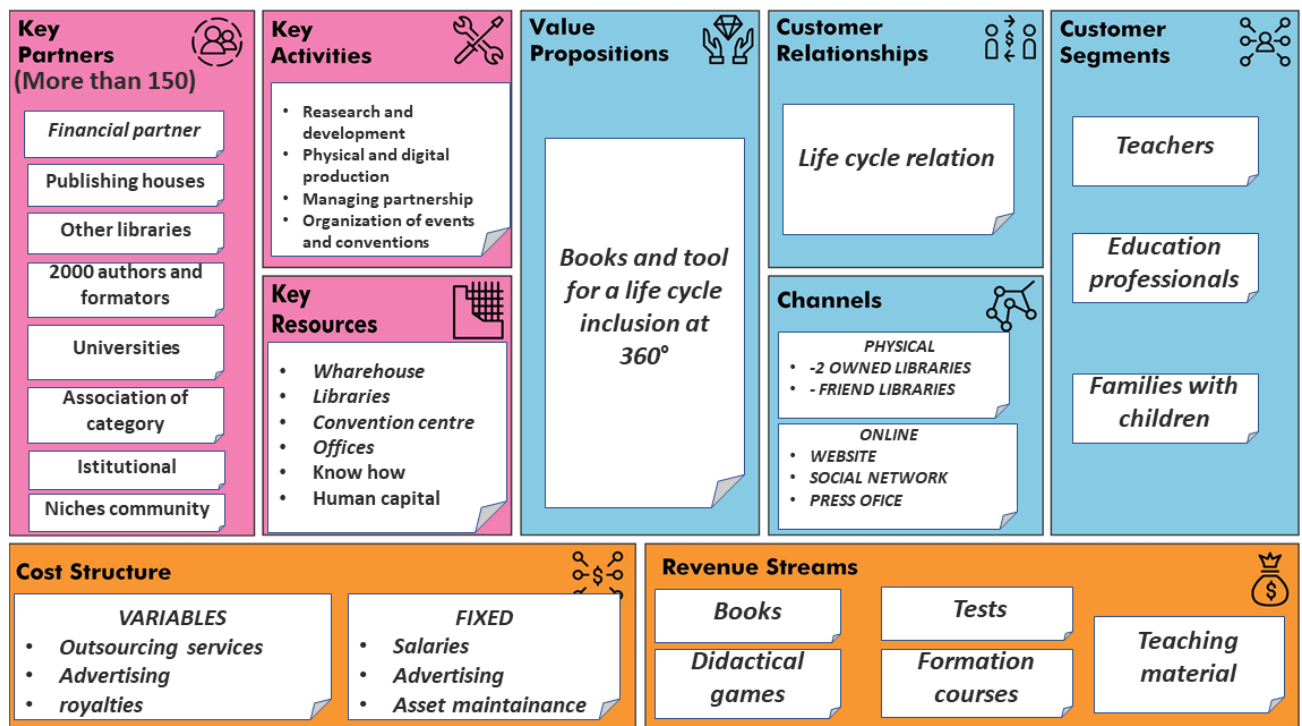 Key
Partners
(More than 150)
Financial partner
Publishing houses
Other libraries
2000 authors and
formators
Universities
Association of
category
Istitutional
Niches community
Key
Activities
• Reasearch and
development
• Physical and digital
production
• Managing partnership
• Organization of events
and conventions
Key
Resources
• Wharehouse
• Libraries
• Convention centre
• Offices
• Know how
• Human capital
Value
Propositions
Books and tool
for a life cycle
inclusion at
360°
Customer
Relationships
Life cycle relation
Channels
PHYSICAL
• -2 OWNED LIBRARIES
• - FRIEND LIBRARIES
ONLINE
• WEBSITE
• SOCIAL NETWORK
• PRESS OFICE
Customer
Segments
Teachers
Education
professionals
Families with
children
Cost Structure
VARIABLES
• Outsourcing services
• Advertising
• royalties
FIXED
• Salaries
• Advertising
• Asset maintainance
Revenue Streams
Books
Didactical
games
Tests
Formation
courses
Teaching
material